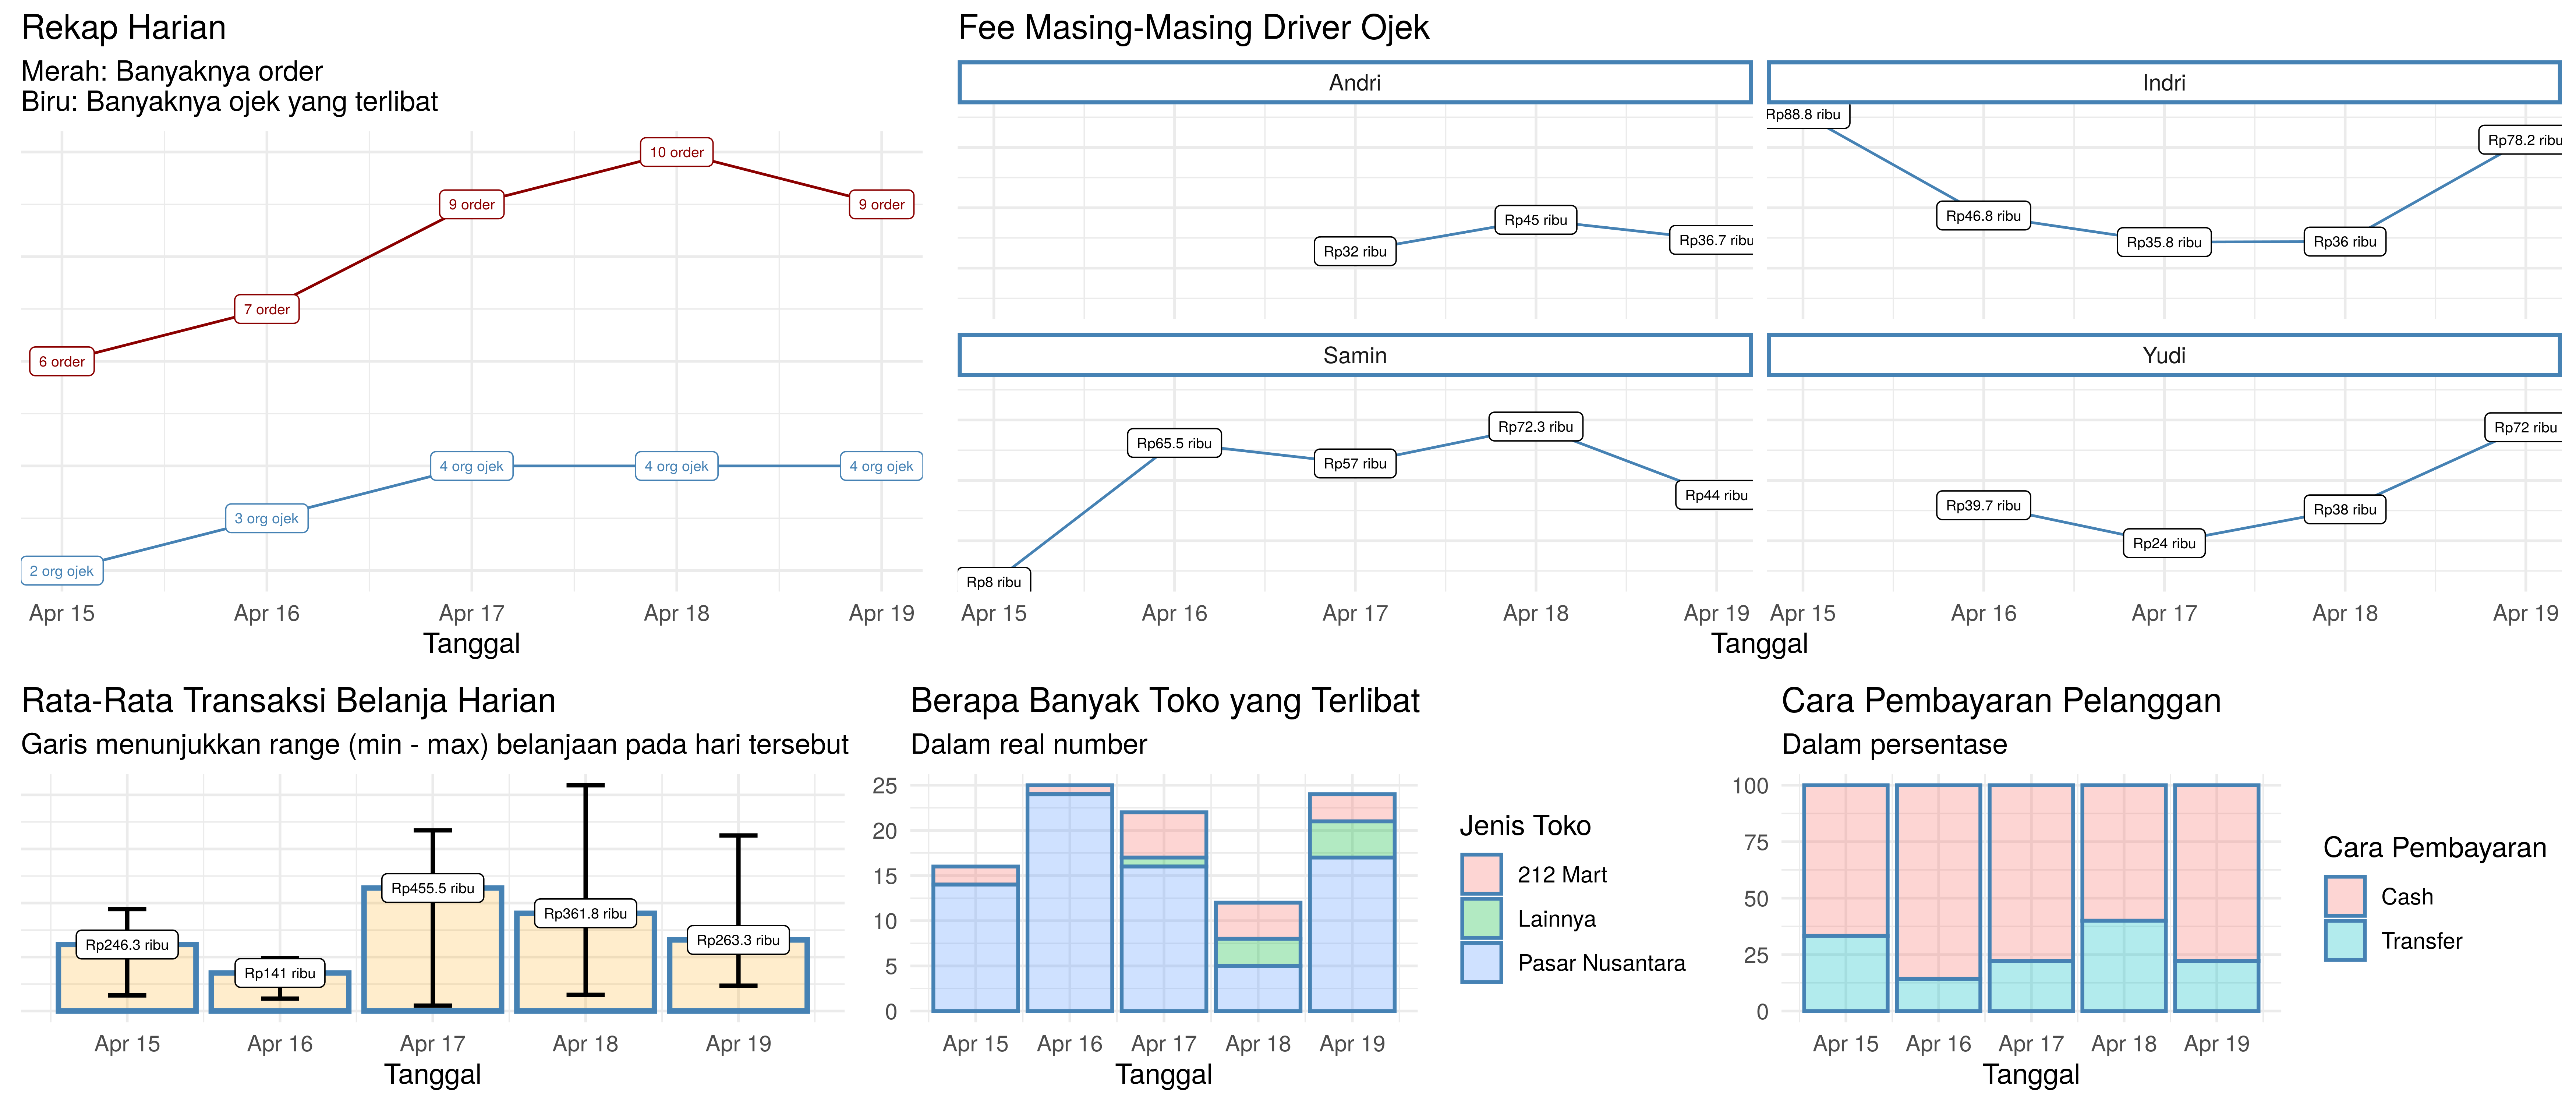 Rekap Harian
Merah: Banyaknya order
Biru: Banyaknya ojek yang terlibat
10 order
9 order
9 order
7 order
6 order
4 org ojek
4 org ojek
4 org ojek
3 org ojek
2 org ojek
Apr 15
Apr 16
Apr 17
Apr 18
Apr 19
Tanggal
Fee Masing-Masing Driver Ojek
Andri
Rp32 ribu
Rp45 ribu
Rp36.7 ribu
Indri
Rp88.8 ribu
Rp46.8 ribu
Rp35.8 ribu
Rp36 ribu
Rp78.2 ribu
Samin
Rp8 ribu
Rp65.5 ribu
Rp57 ribu
Rp72.3 ribu
Rp44 ribu
Yudi
Rp39.7 ribu
Rp24 ribu
Rp38 ribu
Rp72 ribu
Apr 15
Apr 16
Apr 17
Apr 18
Apr 19
Apr 15
Apr 16
Apr 17
Apr 18
Apr 19
Tanggal
Rata-Rata Transaksi Belanja Harian
Garis menunjukkan range (min - max) belanjaan pada hari tersebut
Rp246.3 ribu
Rp141 ribu
Rp455.5 ribu
Rp361.8 ribu
Rp263.3 ribu
Apr 15
Apr 16
Apr 17
Apr 18
Apr 19
Tanggal
Berapa Banyak Toko yang Terlibat
Dalam real number
25
20
15
10
5
0
Apr 15
Apr 16
Apr 17
Apr 18
Apr 19
Tanggal
Jenis Toko
212 Mart
Lainnya
Pasar Nusantara
Cara Pembayaran Pelanggan
Dalam persentase
100
75
50
25
0
Apr 15
Apr 16
Apr 17
Apr 18
Apr 19
Tanggal
Cara Pembayaran
Cash
Transfer